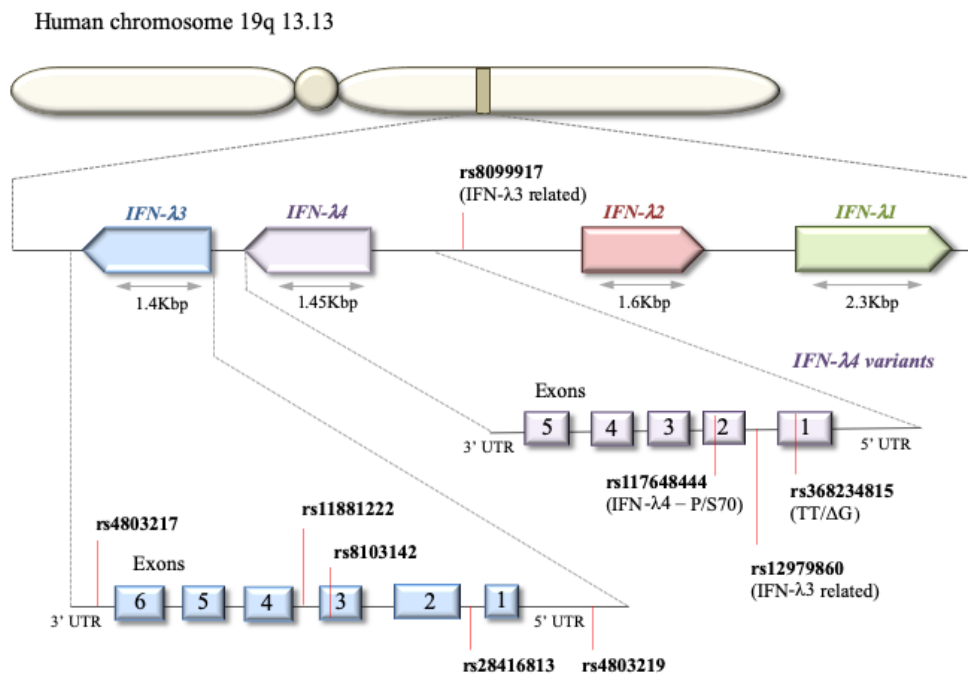 Human chromosome 19q 13.13
rs8099917
(IFN-λ3 related)
IFN-λ3
IFN-λ4
IFN-λ2
IFN-λ1
1.4Kbp
1.45Kbp
1.6Kbp
2.3Kbp
IFN-λ4 variants
Exons
5 4 3 2 1
3' UTR
5' UTR
rs117648444
(IFN-λ4 – P/S70)
rs368234815
(TT/ΔG)
rs12979860
(IFN-λ3 related)
rs4803217
rs11881222
rs8103142
Exons
6 5 4 3 2 1
3' UTR
5' UTR
rs28416813
rs4803219